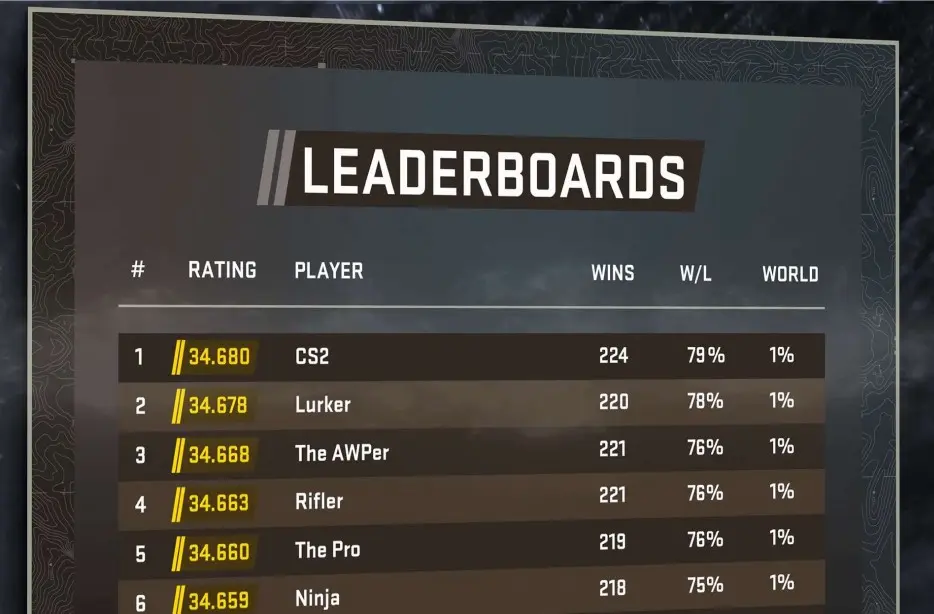 LEADERBOARDS
# RATING PLAYER WINS W/L WORLD
1 34.680 CS2 224 79% 1%
2 34.678 Lurker 220 78% 1%
3 34.668 The AWPer 221 76% 1%
4 34.663 Rifler 221 76% 1%
5 34.660 The Pro 219 76% 1%
6 34.659 Ninja 218 75% 1%